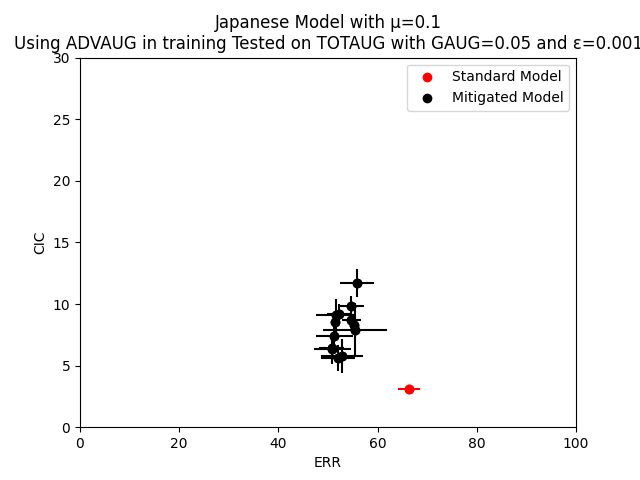 Japanese Model with μ=0.1
Using ADVAUG in training Tested on TOTAUG with GAUG=0.05 and ε=0.001
30
25
20
15
10
5
0
CIC
Standard Model
Mitigated Model
0 20 40 60 80 100
ERR